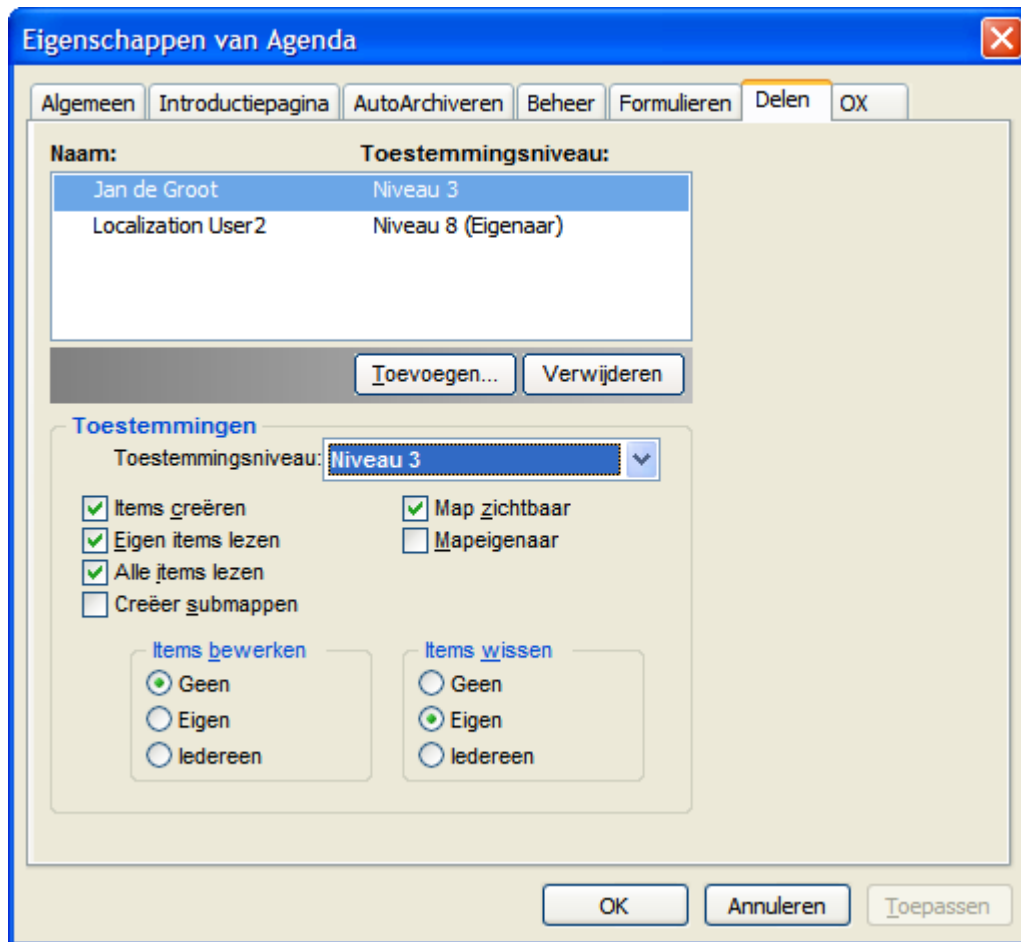 Eigenschappen van Agenda
Algemeen Introductiepagina AutoArchiveren Beheer Formulieren Delen OX
Naam: Toestemmingsniveau:
Jan de Groot Niveau 3
Localization User2 Niveau 8 (Eigenaar)
Toevoegen... Verwijderen
Toestemmingen
Toestemmingsniveau: Niveau 3
Items creëren Map zichtbaar
Eigen items lezen Mapeigenaar
Alle items lezen
Creëer submappen
Items bewerken Items wissen
Geen Geen
Eigen Eigen
Iedereen Iedereen
OK Annuleren Toepassen